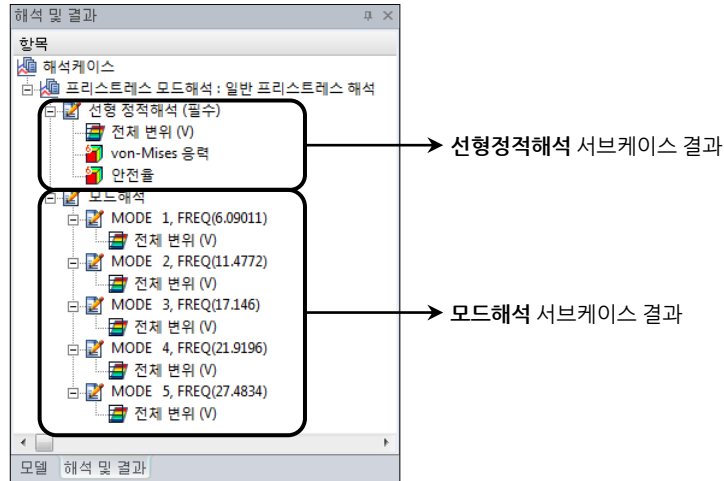 해석 및 결과
항목
해석케이스
프리스트레스 모드해석 : 일반 프리스트레스 해석
선형 정적해석 (필수)
전체 변위 (V)
von-Mises 응력
안전율
모드해석
MODE 1, FREQ(6.09011)
전체 변위 (V)
MODE 2, FREQ(11.4772)
전체 변위 (V)
MODE 3, FREQ(17.146)
전체 변위 (V)
MODE 4, FREQ(21.9196)
전체 변위 (V)
MODE 5, FREQ(27.4834)
전체 변위 (V)
모델 해석 및 결과
선형정적해석 서브케이스 결과
모드해석 서브케이스 결과